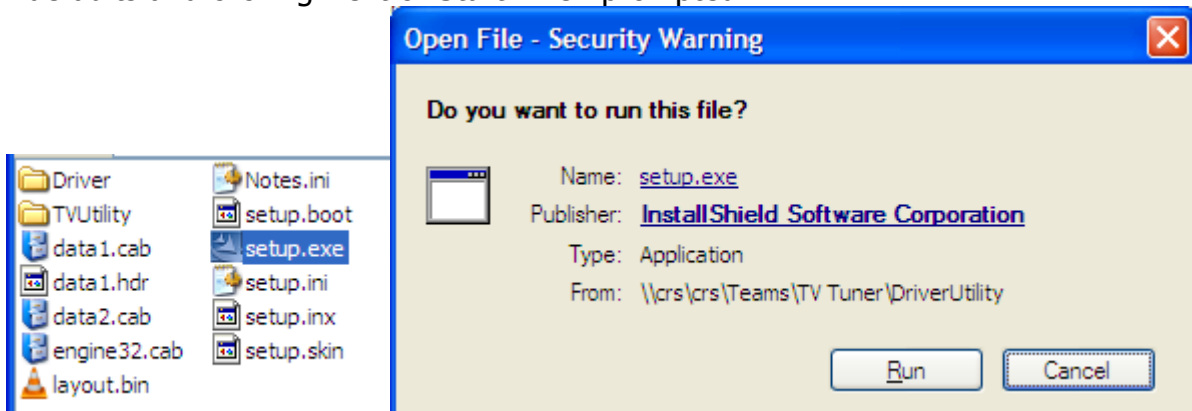 Open File - Security Warning
Do you want to run this file?
Name: setup.exe
Publisher: InstallShield Software Corporation
Type: Application
From: \\crs\crs\Teams\TV Tuner\DriverUtility
Run Cancel
Driver
TVUtility
data1.cab
data1.hdr
data2.cab
engine32.cab
layout.bin
Notes.ini
setup.boot
setup.exe
setup.ini
setup.inx
setup.skin